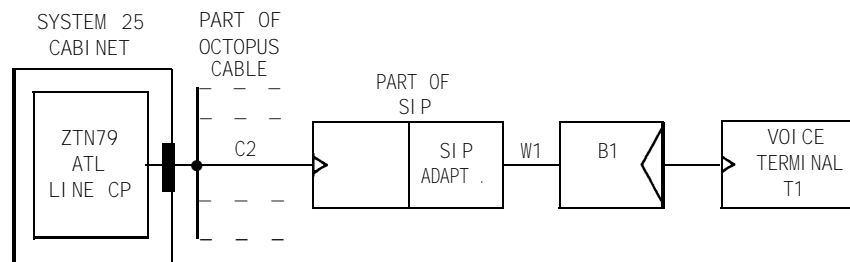 SYSTEM 25
CABINET
PART OF
OCTOPUS
CABLE
PART OF
SIP
ZTN79
ATL
LINE CP
C2
SIP
ADAPT.
W1
B1
VOICE
TERMINAL
T1